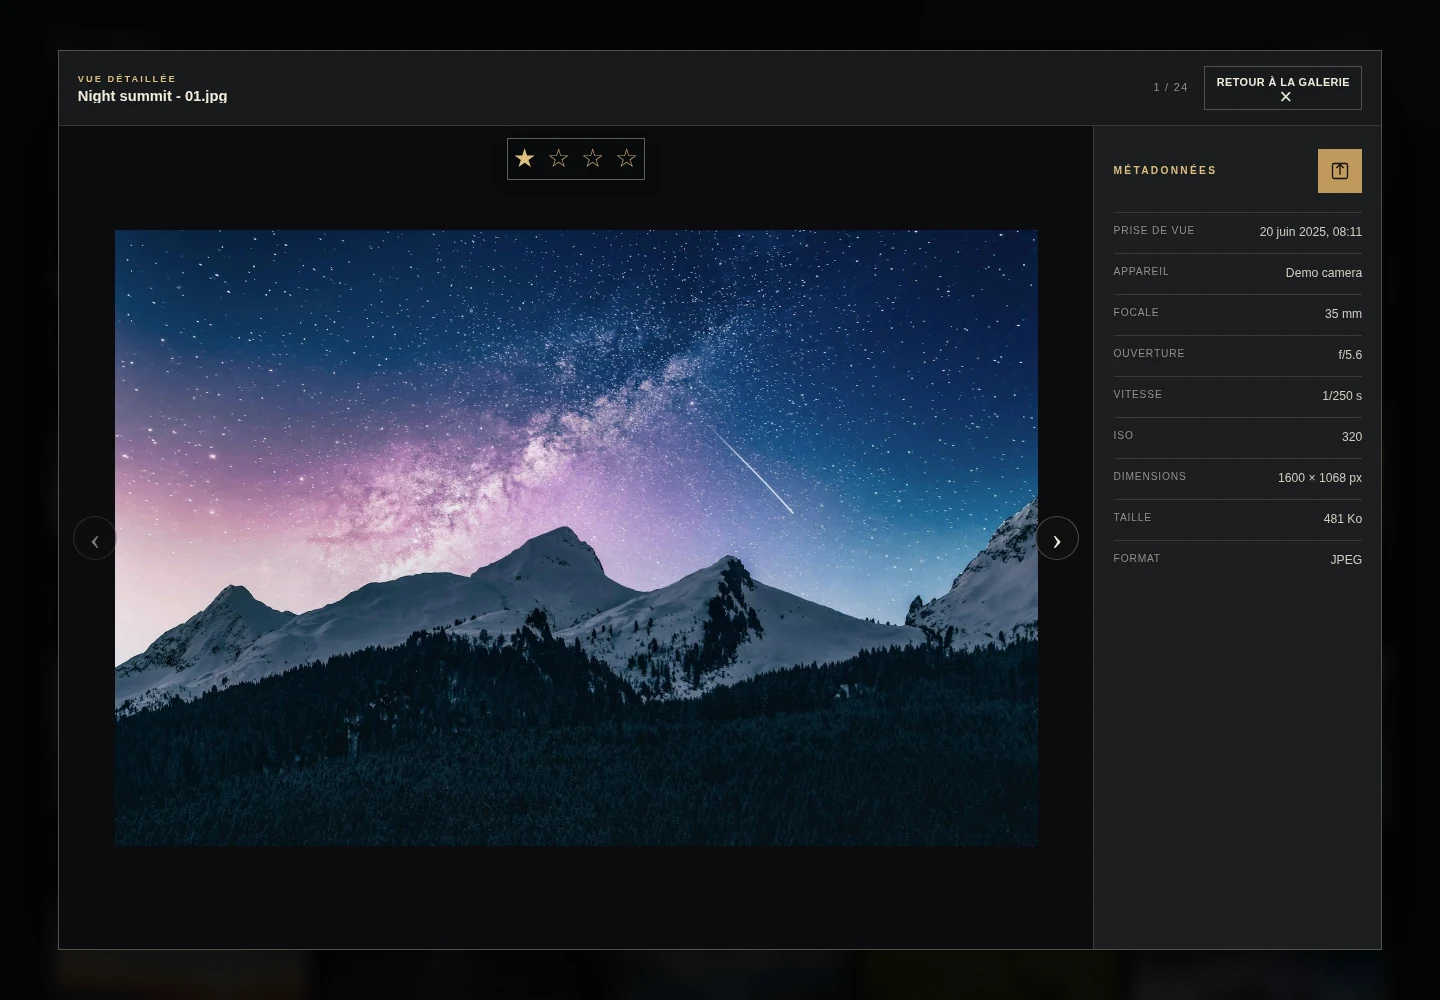 VUE DÉTAILLÉE
Night summit - 01.jpg
1 / 24
RETOUR À LA GALERIE
MÉTADONNÉES
PRISE DE VUE 20 juin 2025, 08:11
APPAREIL Demo camera
FOCALE 35 mm
OUVERTURE f/5.6
VITESSE 1/250 s
ISO 320
DIMENSIONS 1600 × 1068 px
TAILLE 481 Ko
FORMAT JPEG